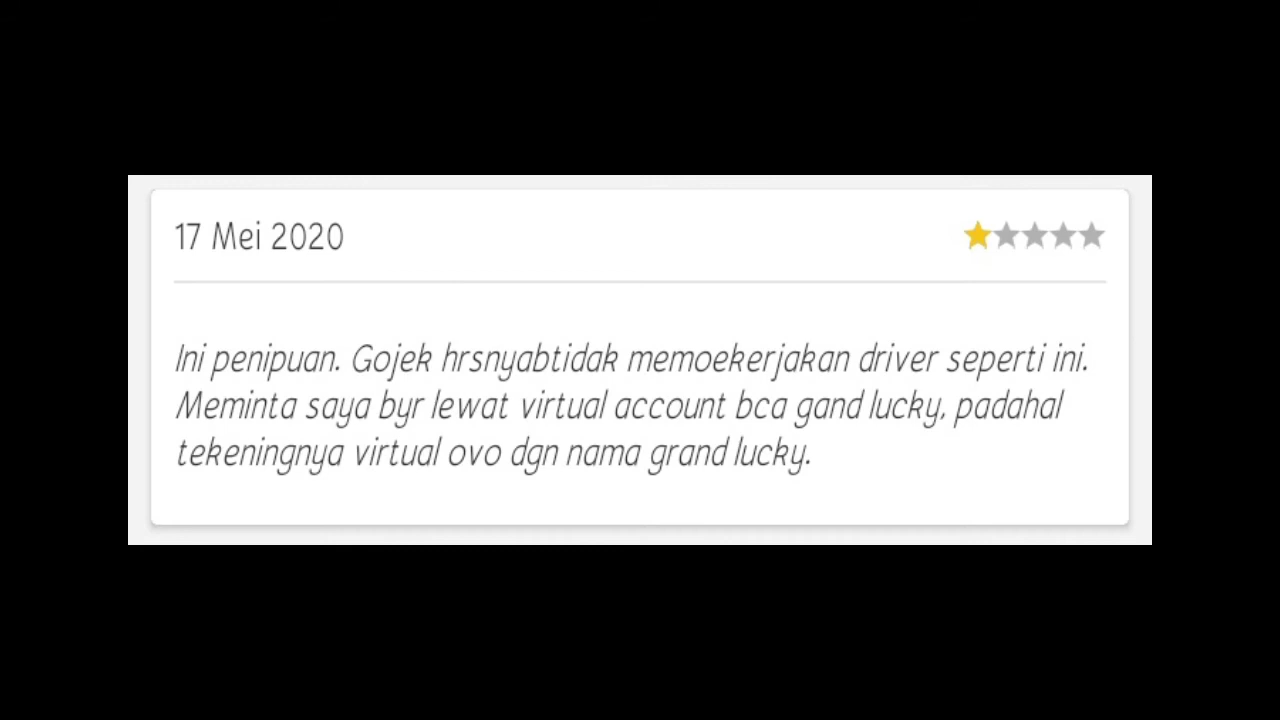 17 Mei 2020
Ini penipuan. Gojek hrsnyabtidak memoekerjakan driver seperti ini.
Meminta saya byr lewat virtual account bca gand lucky, padahal
tekeningnya virtual ovo dgn nama grand lucky.